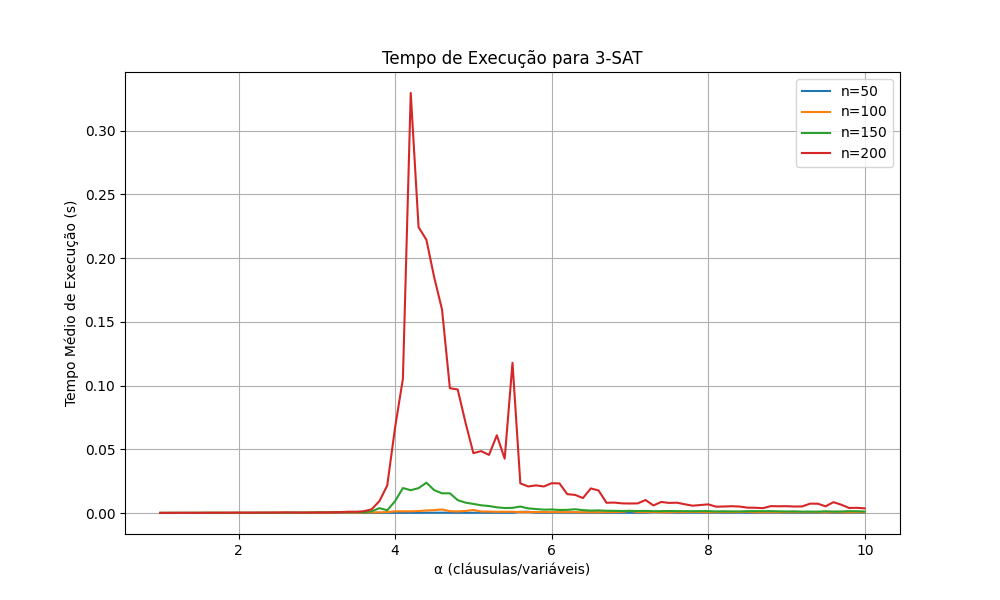 Tempo de Execução para 3-SAT
n=50
n=100
n=150
n=200
Tempo Médio de Execução (s)
0.30
0.25
0.20
0.15
0.10
0.05
0.00
2
4
6
8
10
α (cláusulas/variáveis)